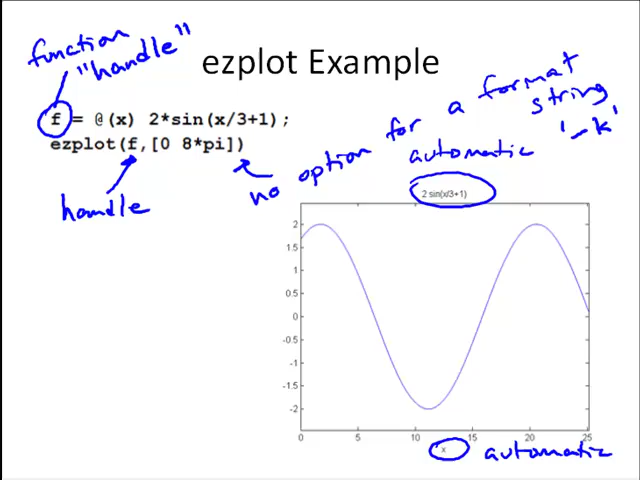 function
"handle"
ezplot Example
f = @(x) 2*sin(x/3+1);
ezplot(f,[0 8*pi])
handle
no option for a format
string
'-k'
automatic
2 sin(x/3+1)
2
1.5
1
0.5
0
-0.5
-1
-1.5
-2
0 5 10 15 20 25
x
automatic